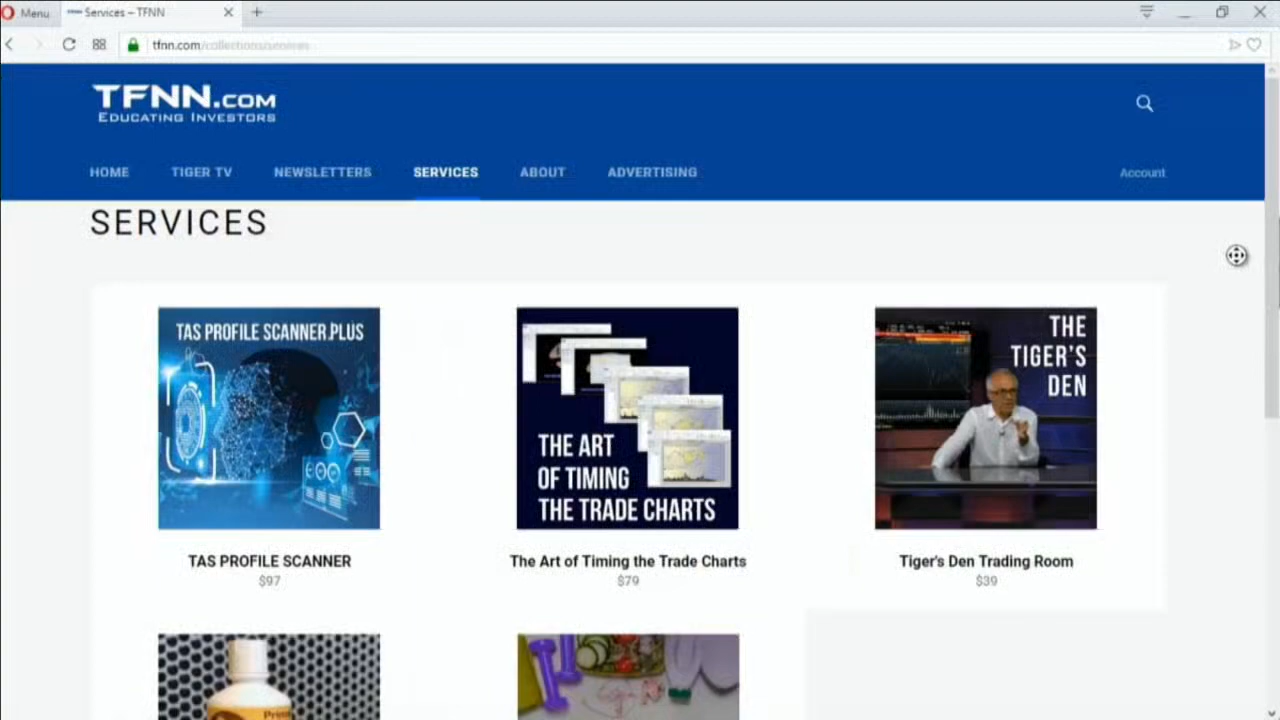 Menu
Services – TFNN
tfnn.com/collections/services
TFNN.COM
EDUCATING INVESTORS
HOME
TIGER TV
NEWSLETTERS
SERVICES
ABOUT
ADVERTISING
Account
SERVICES
TAS PROFILE SCANNER PLUS
THE ART
OF TIMING
THE TRADE CHARTS
THE
TIGER'S
DEN
TAS PROFILE SCANNER
$97
The Art of Timing the Trade Charts
$79
Tiger's Den Trading Room
$39